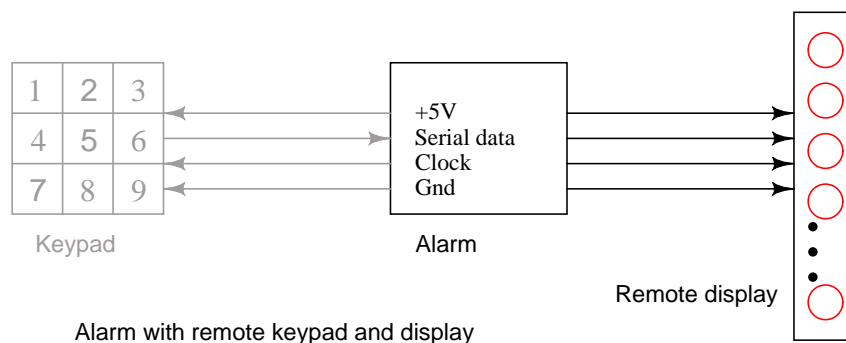 1 2 3
4 5 6
7 8 9
Keypad
+5V
Serial data
Clock
Gnd
Alarm
Remote display
Alarm with remote keypad and display